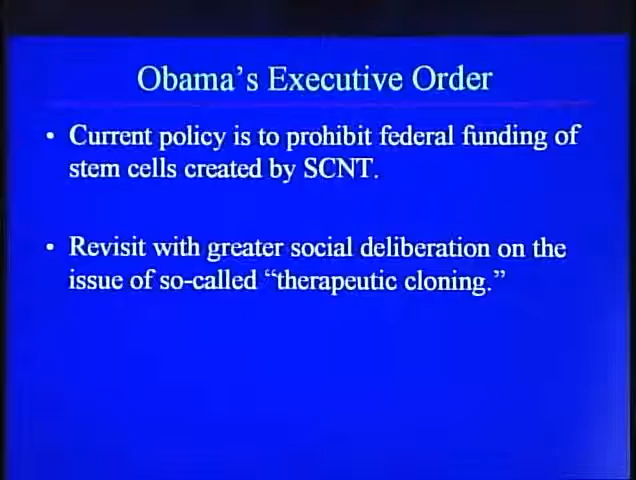 Obama's Executive Order
• Current policy is to prohibit federal funding of
stem cells created by SCNT.
• Revisit with greater social deliberation on the
issue of so-called “therapeutic cloning.”